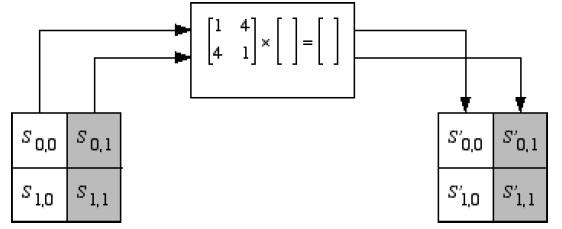 [1 4
4 1] × [ ] = [ ]
S0,0 S0,1 S′0,0 S′0,1
S1,0 S1,1 S′1,0 S′1,1